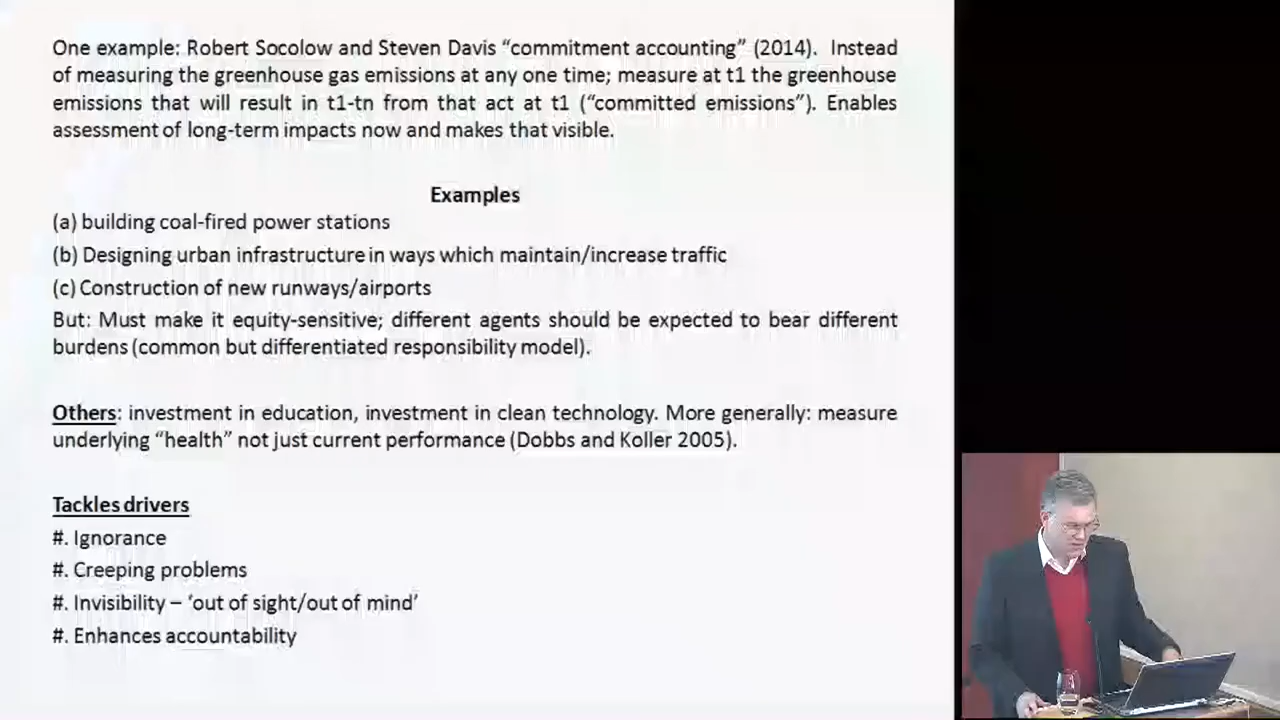 One example: Robert Socolow and Steven Davis “commitment accounting” (2014). Instead
of measuring the greenhouse gas emissions at any one time; measure at t1 the greenhouse
emissions that will result in t1-tn from that act at t1 (“committed emissions”). Enables
assessment of long-term impacts now and makes that visible.
Examples
(a) building coal-fired power stations
(b) Designing urban infrastructure in ways which maintain/increase traffic
(c) Construction of new runways/airports
But: Must make it equity-sensitive; different agents should be expected to bear different
burdens (common but differentiated responsibility model).
Others: investment in education, investment in clean technology. More generally: measure
underlying “health” not just current performance (Dobbs and Koller 2005).
Tackles drivers
#. Ignorance
#. Creeping problems
#. Invisibility – ‘out of sight/out of mind’
#. Enhances accountability